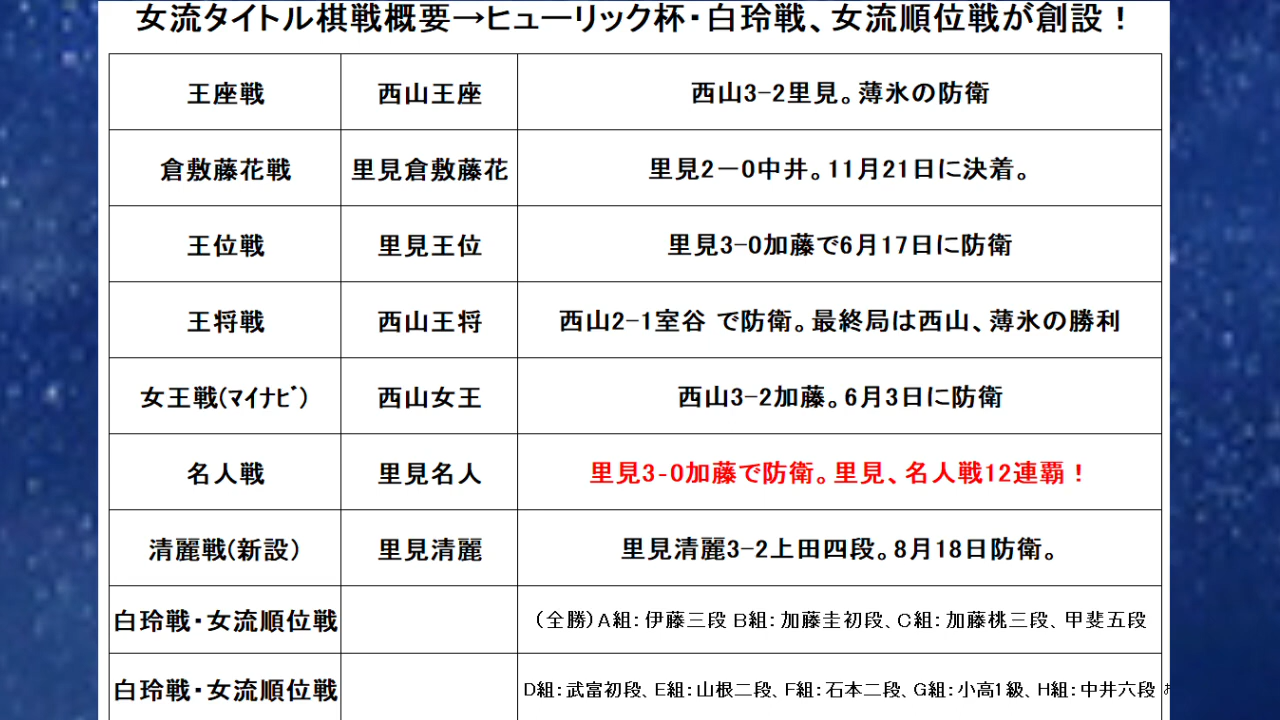 女流タイトル棋戦概要→ヒューリック杯・白玲戦、女流順位戦が創設！
王座戦 西山王座 西山3-2里見。薄氷の防衛
倉敷藤花戦 里見倉敷藤花 里見2－0中井。11月21日に決着。
王位戦 里見王位 里見3-0加藤で6月17日に防衛
王将戦 西山王将 西山2-1室谷 で防衛。最終局は西山、薄氷の勝利
女王戦(ﾏｲﾅﾋﾞ) 西山女王 西山3-2加藤。6月3日に防衛
名人戦 里見名人 里見3-0加藤で防衛。里見、名人戦12連覇！
清麗戦(新設) 里見清麗 里見清麗3-2上田四段。8月18日防衛。
白玲戦・女流順位戦 （全勝）A組：伊藤三段 B組：加藤圭初段、C組：加藤桃三段、甲斐五段
白玲戦・女流順位戦 D組：武富初段、E組：山根二段、F組：石本二段、G組：小高1級、H組：中井六段